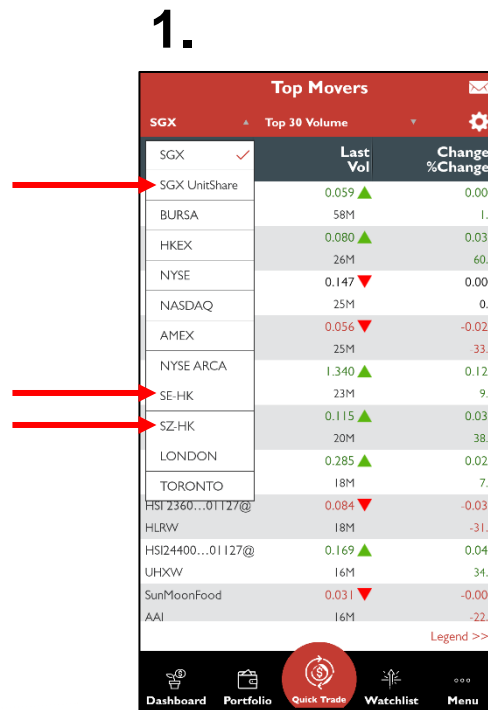 1.
Top Movers
SGX Top 30 Volume
Last Change
Vol %Change
SGX
SGX UnitShare
BURSA
HKEX
NYSE
NASDAQ
AMEX
NYSE ARCA
SE-HK
SZ-HK
LONDON
TORONTO
0.059 0.00
58M 1.
0.080 0.03
26M 60.
0.147 0.00
25M 0.
0.056 -0.02
25M -33.
1.340 0.12
23M 9.
0.115 0.03
20M 38.
0.285 0.02
18M 7.
HSI 2360...01127@ 0.084 -0.03
HLRW 18M -31.
HSI24400...01127@ 0.169 0.04
UHXW 16M 34.
SunMoonFood 0.031 -0.00
AAJ 16M -22.
Legend >>
Dashboard Portfolio Quick Trade Watchlist Menu